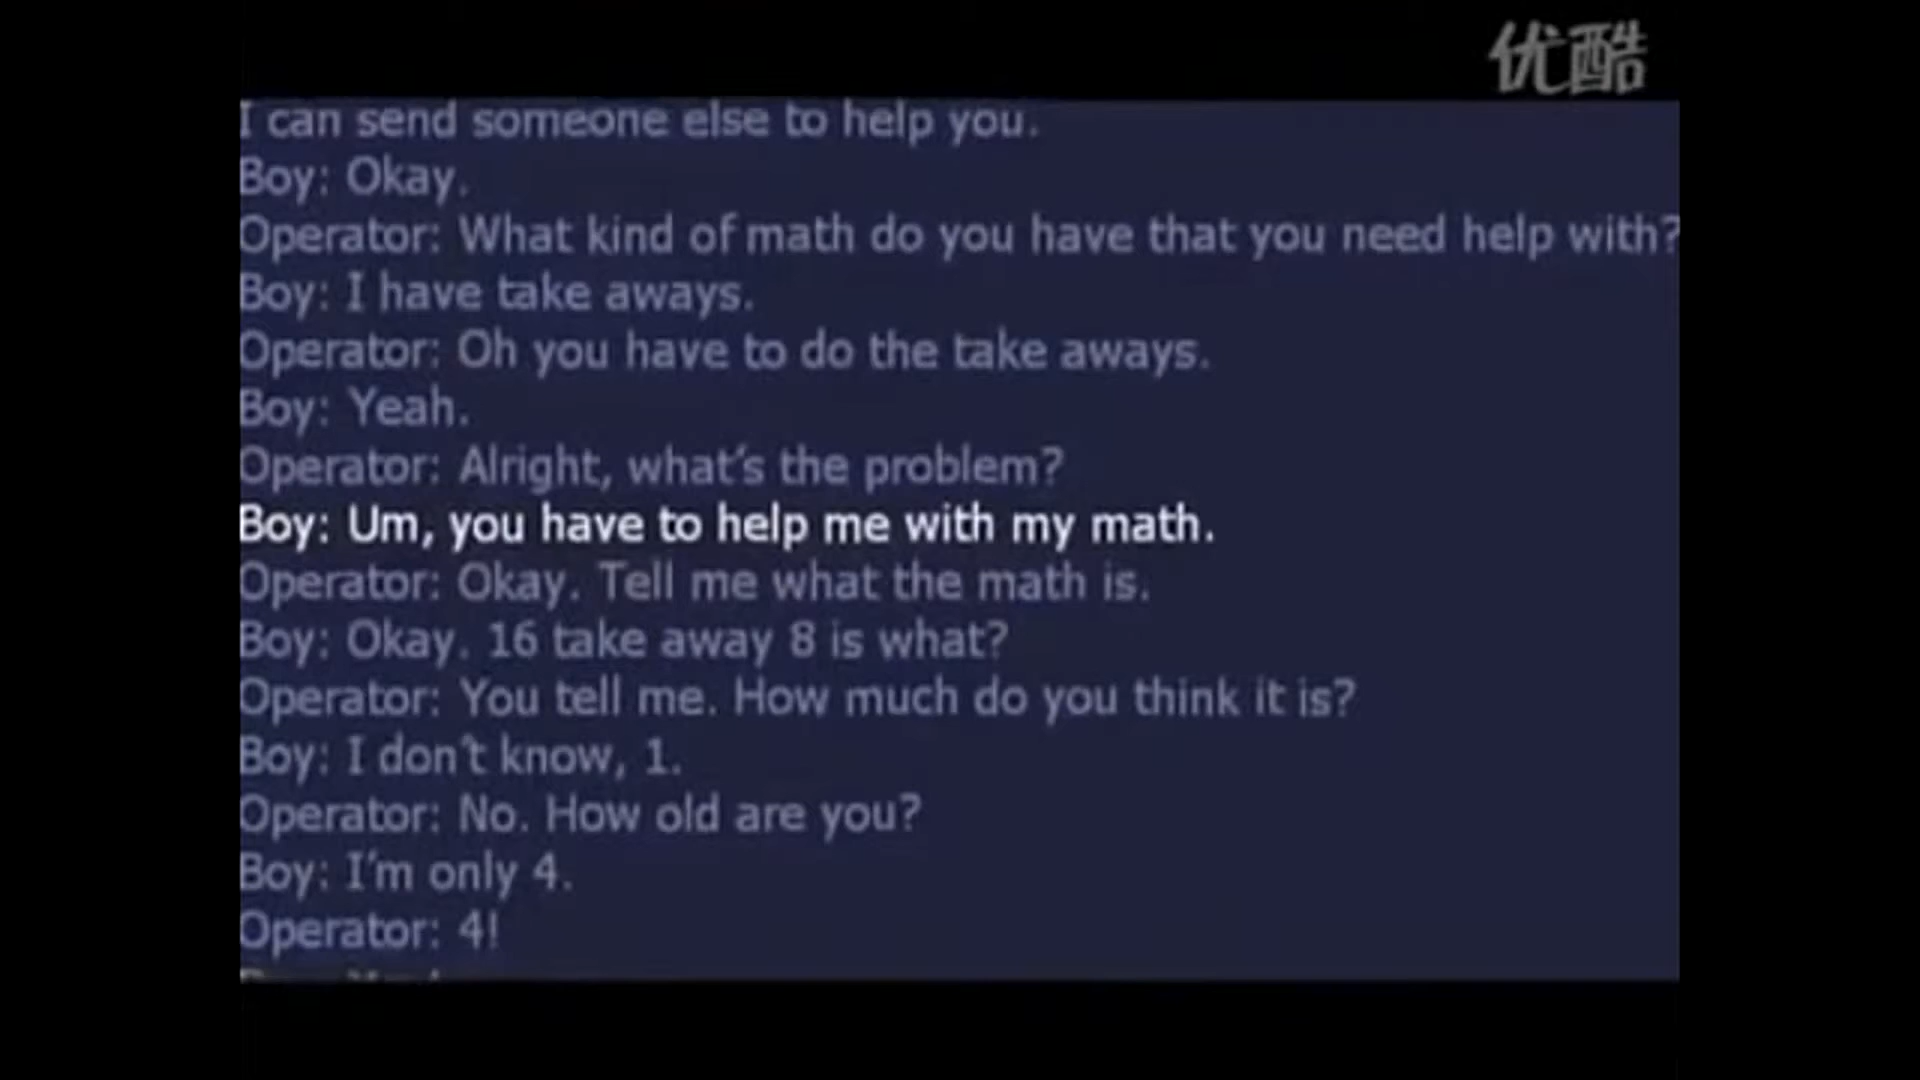 优酷
I can send someone else to help you.
Boy: Okay.
Operator: What kind of math do you have that you need help with?
Boy: I have take aways.
Operator: Oh you have to do the take aways.
Boy: Yeah.
Operator: Alright, what's the problem?
Boy: Um, you have to help me with my math.
Operator: Okay. Tell me what the math is.
Boy: Okay. 16 take away 8 is what?
Operator: You tell me. How much do you think it is?
Boy: I don't know, 1.
Operator: No. How old are you?
Boy: I'm only 4.
Operator: 4!